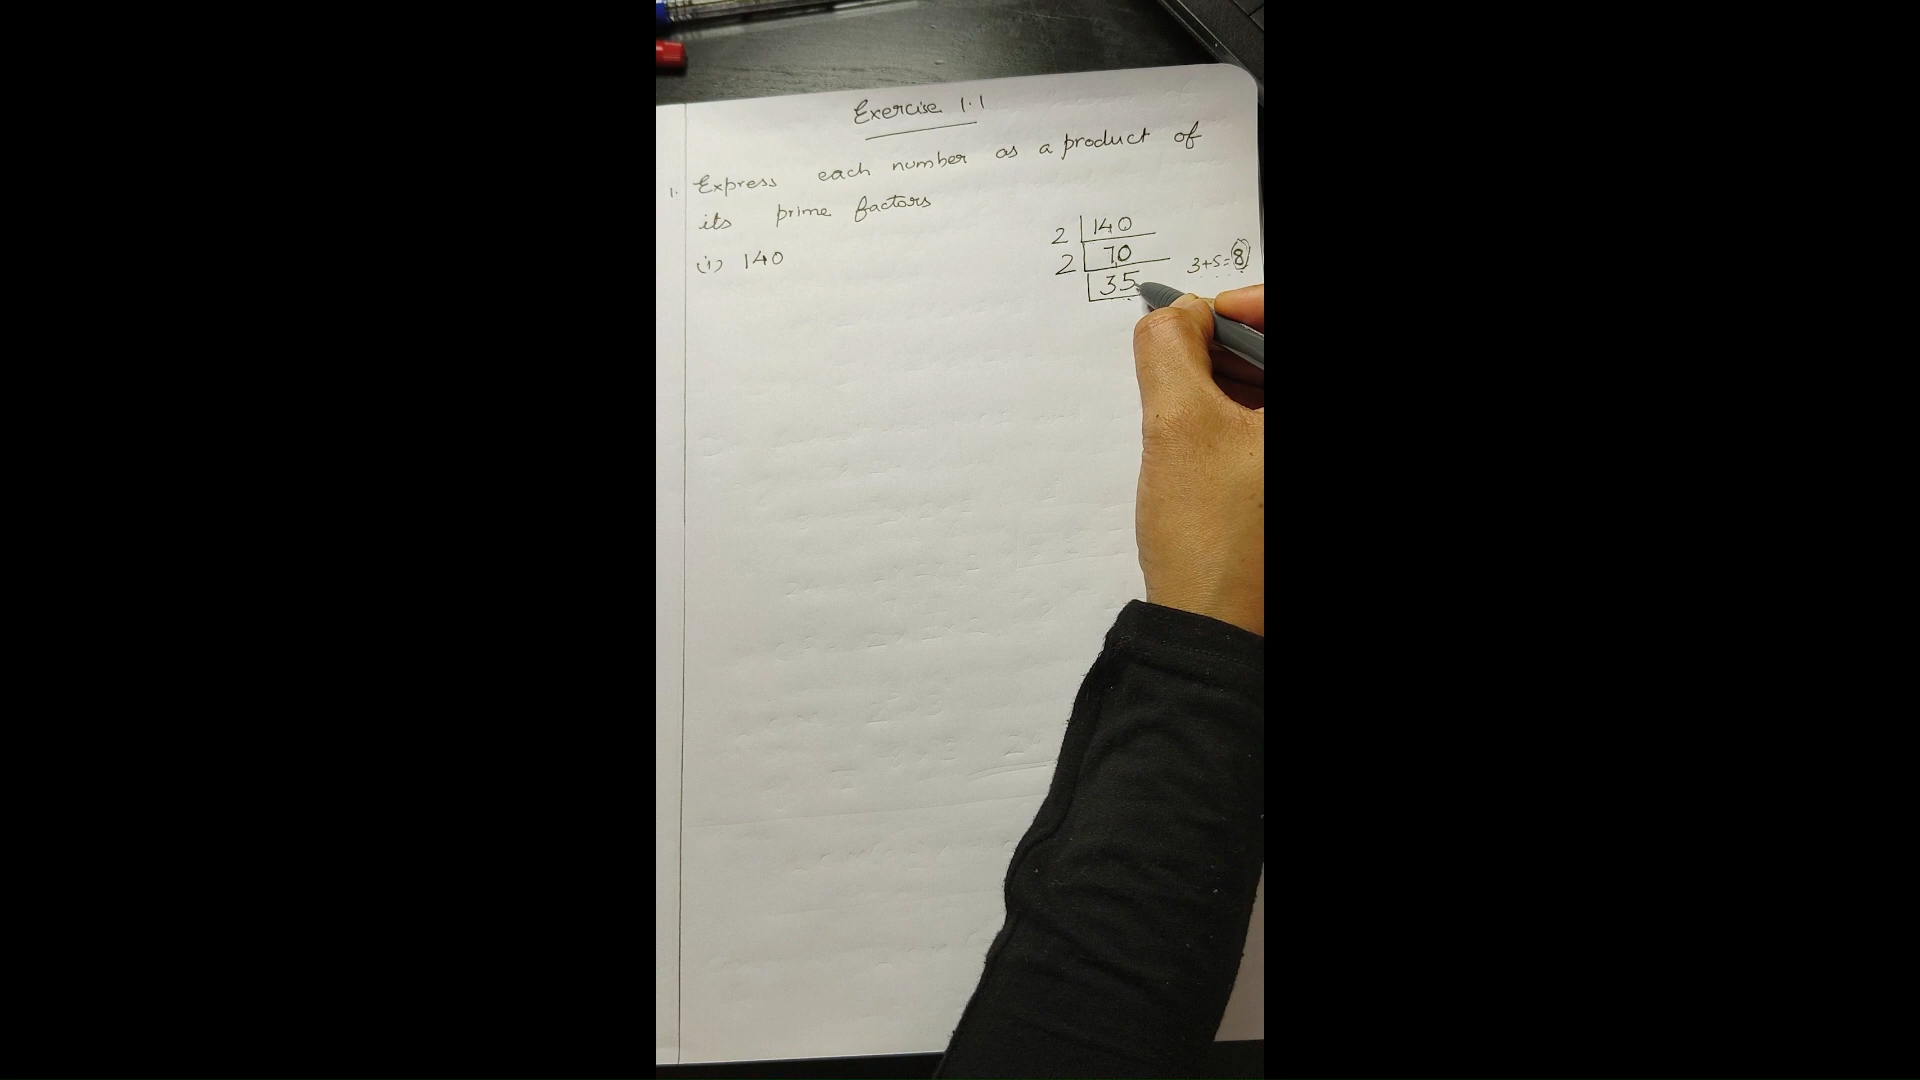 Exercise 1.1
1. Express each number as a product of
its prime factors
(i) 140
2 140
2 70
3+5=8
35